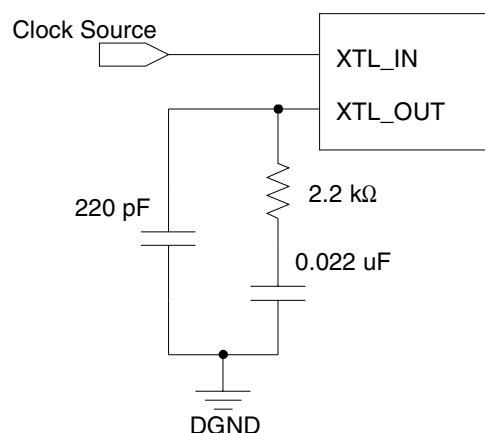 Clock Source
XTL_IN
XTL_OUT
220 pF
2.2 kΩ
0.022 uF
DGND